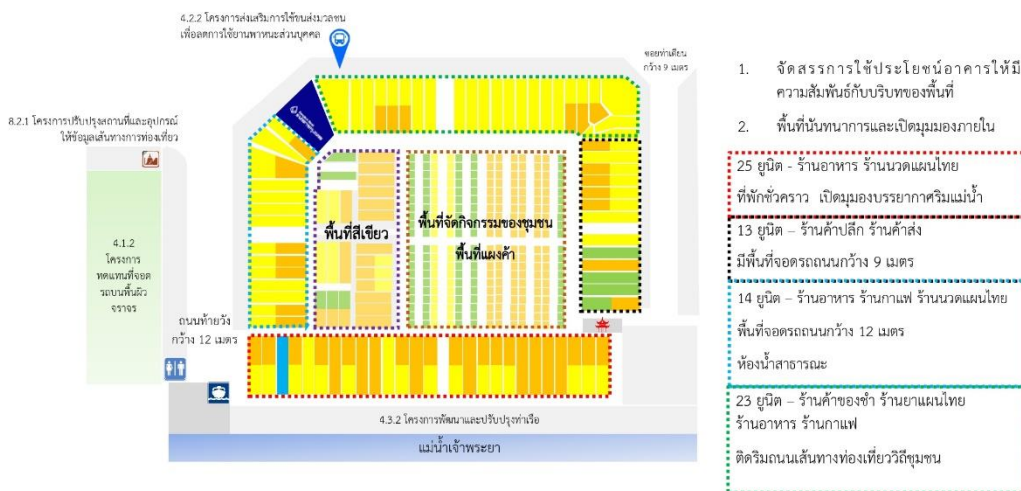 4.2.2 โครงการส่งเสริมการใช้ขนส่งมวลชน
เพื่อลดการใช้ยานพาหนะส่วนบุคคล
ซอยท่าเตียน
กว้าง 9 เมตร
8.2.1 โครงการปรับปรุงสถานที่และอุปกรณ์
ให้ข้อมูลเส้นทางการท่องเที่ยว
4.1.2
โครงการ
ทดแทนที่จอด
รถบนพื้นผิว
จราจร
พื้นที่สีเขียว
พื้นที่จัดกิจกรรมของชุมชน
พื้นที่แผงค้า
ถนนท้ายวัง
กว้าง 12 เมตร
4.3.2 โครงการพัฒนาและปรับปรุงท่าเรือ
แม่น้ำเจ้าพระยา
1. จัดสรรการใช้ประโยชน์อาคารให้มี
ความสัมพันธ์กับบริบทของพื้นที่
2. พื้นที่นันทนาการและเปิดมุมมองภายใน
25 ยูนิต - ร้านอาหาร ร้านนวดแผนไทย
ที่พักชั่วคราว เปิดมุมมองบรรยากาศริมแม่น้ำ
13 ยูนิต – ร้านค้าปลีก ร้านค้าส่ง
มีพื้นที่จอดรถถนนกว้าง 9 เมตร
14 ยูนิต – ร้านอาหาร ร้านกาแฟ ร้านนวดแผนไทย
พื้นที่จอดรถถนนกว้าง 12 เมตร
ห้องน้ำสาธารณะ
23 ยูนิต – ร้านค้าของชำ ร้านยาแผนไทย
ร้านอาหาร ร้านกาแฟ
ติดริมถนนเส้นทางท่องเที่ยววิถีชุมชน